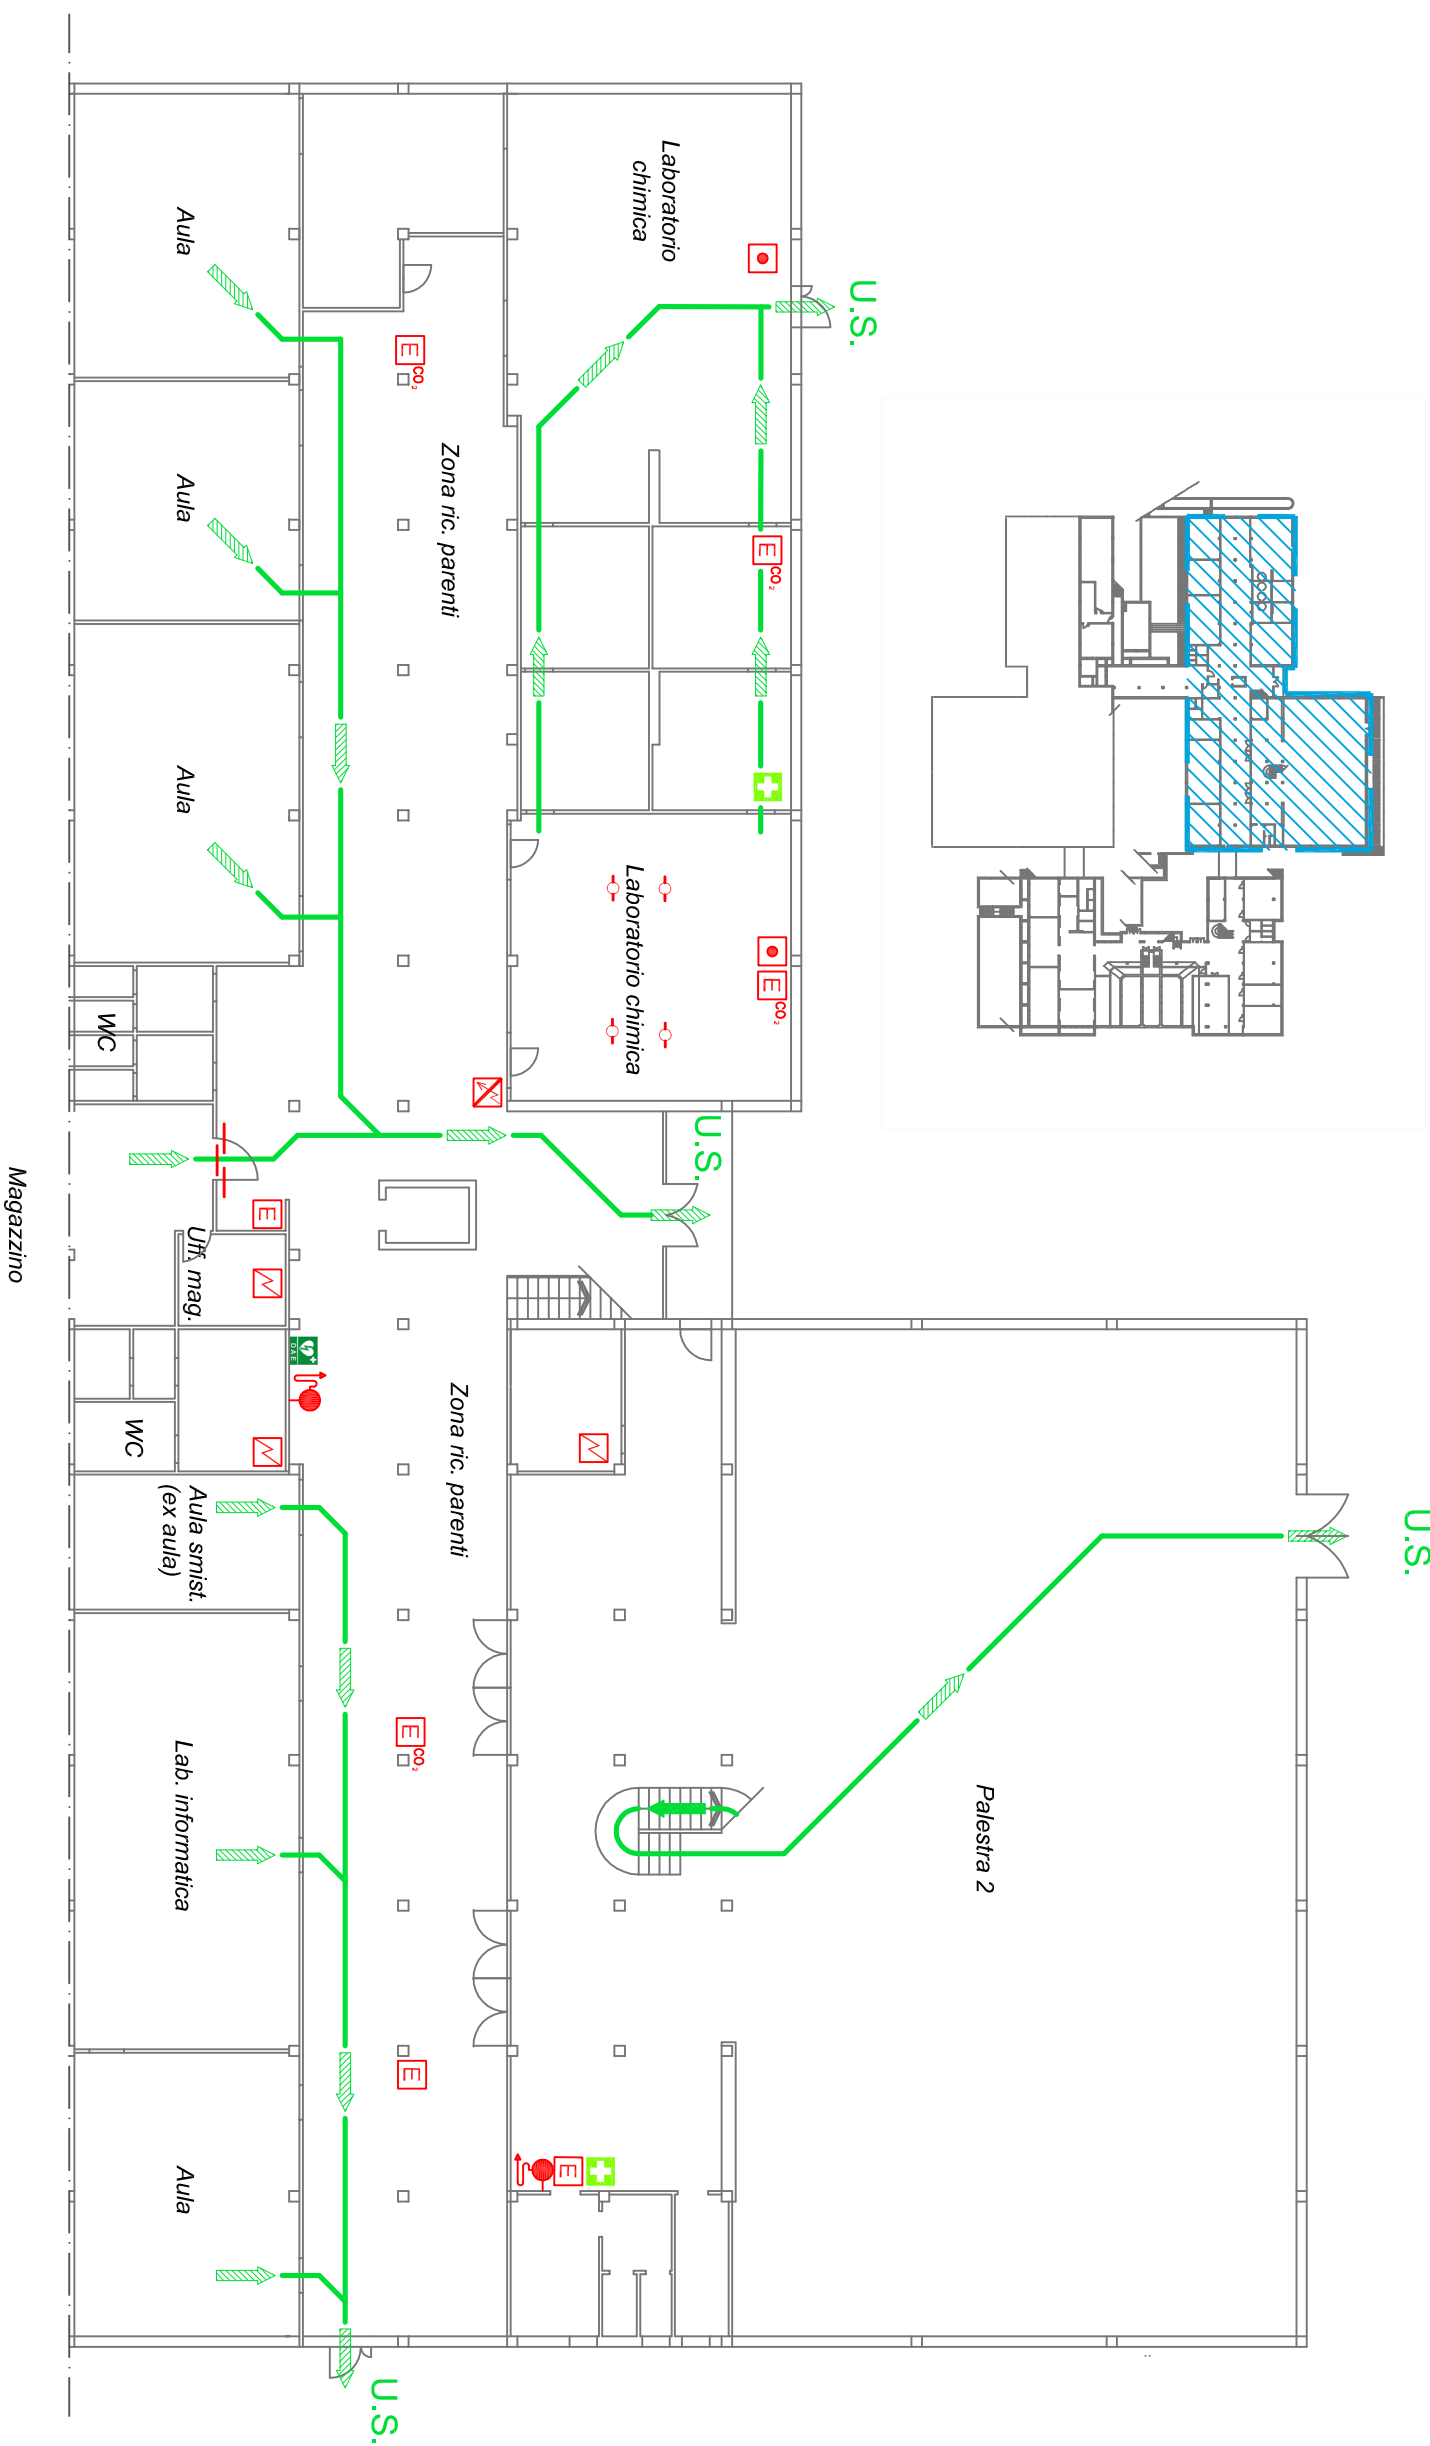 U.S.
Laboratorio
chimica
Aula
E
CO2
Zona ric. parenti
Aula
E
CO2
Aula
Laboratorio chimica
E
CO2
WC
U.S.
Magazzino
E
Uff. mag.
DAE
Zona ric. parenti
WC
Aula smist.
(ex aula)
U.S.
E
CO2
Lab. informatica
Palestra 2
E
E
Aula
U.S.